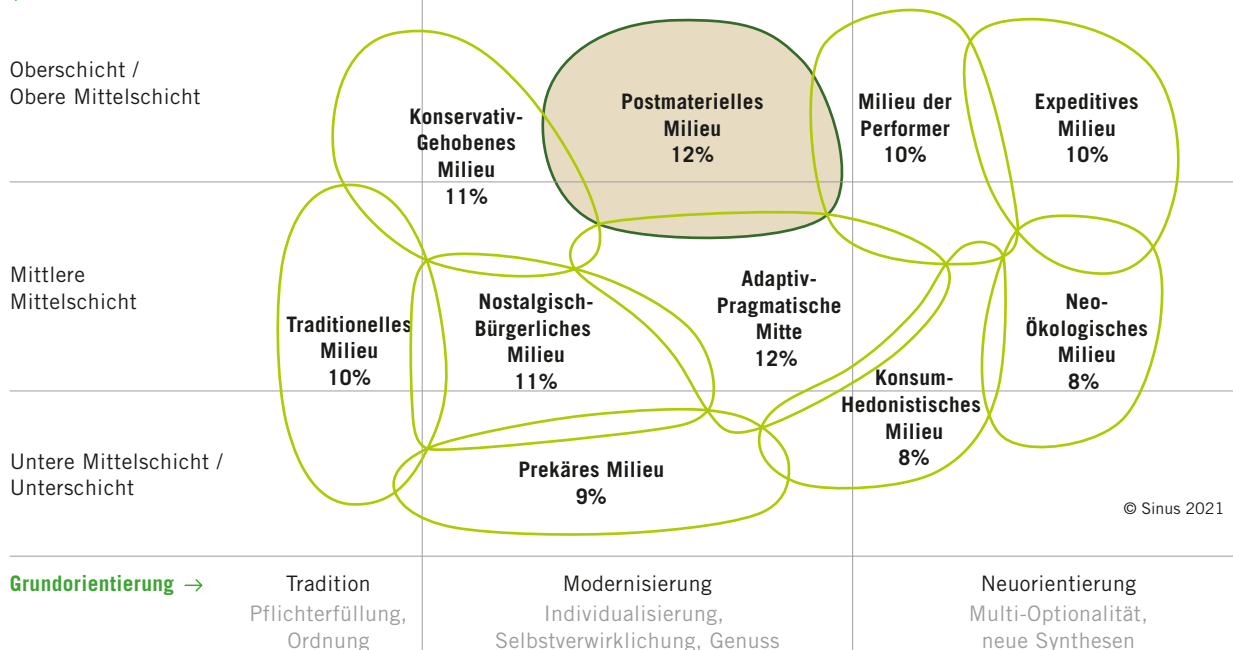 Oberschicht /
Obere Mittelschicht
Konservativ-
Gehobenes
Milieu
11%
Postmaterielles
Milieu
12%
Milieu der
Performer
10%
Expeditives
Milieu
10%
Mittlere
Mittelschicht
Traditionelles
Milieu
10%
Nostalgisch-
Bürgerliches
Milieu
11%
Adaptiv-
Pragmatische
Mitte
12%
Konsum-
Hedonistisches
Milieu
8%
Neo-
Ökologisches
Milieu
8%
Untere Mittelschicht /
Unterschicht
Prekäres Milieu
9%
© Sinus 2021
Grundorientierung →
Tradition
Pflichterfüllung,
Ordnung
Modernisierung
Individualisierung,
Selbstverwirklichung, Genuss
Neuorientierung
Multi-Optionalität,
neue Synthesen